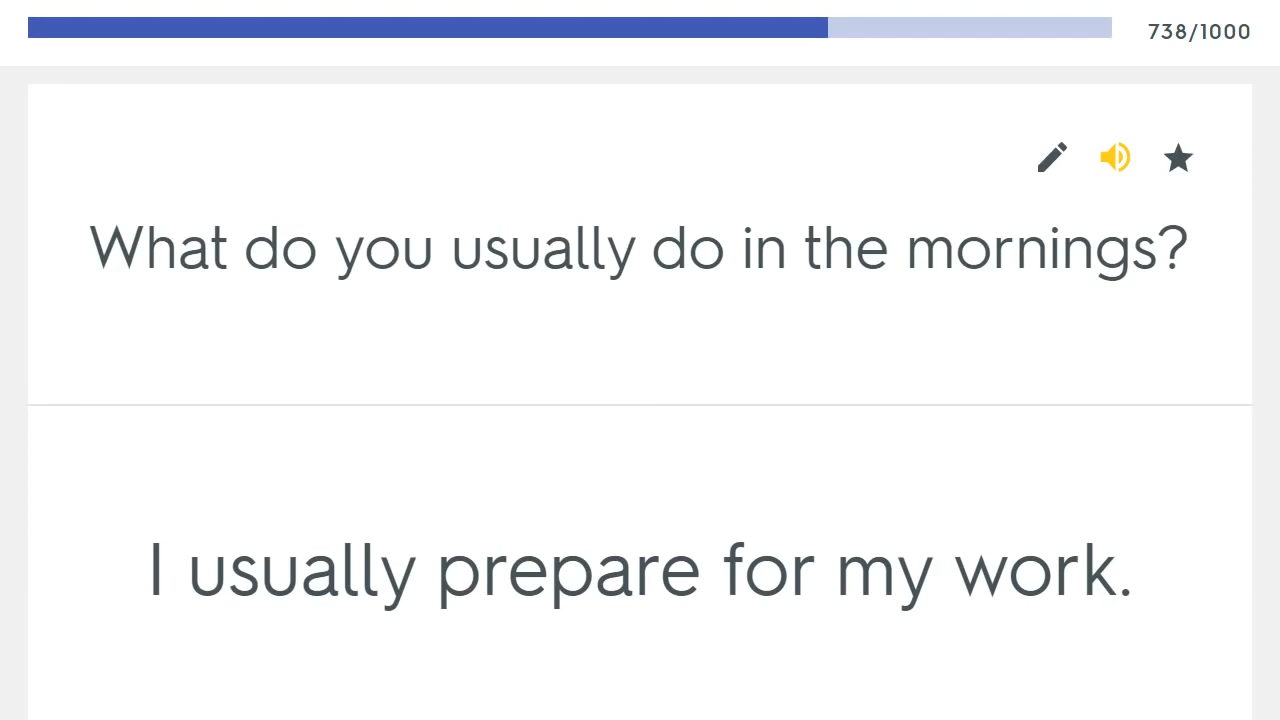 738/1000
What do you usually do in the mornings?
I usually prepare for my work.